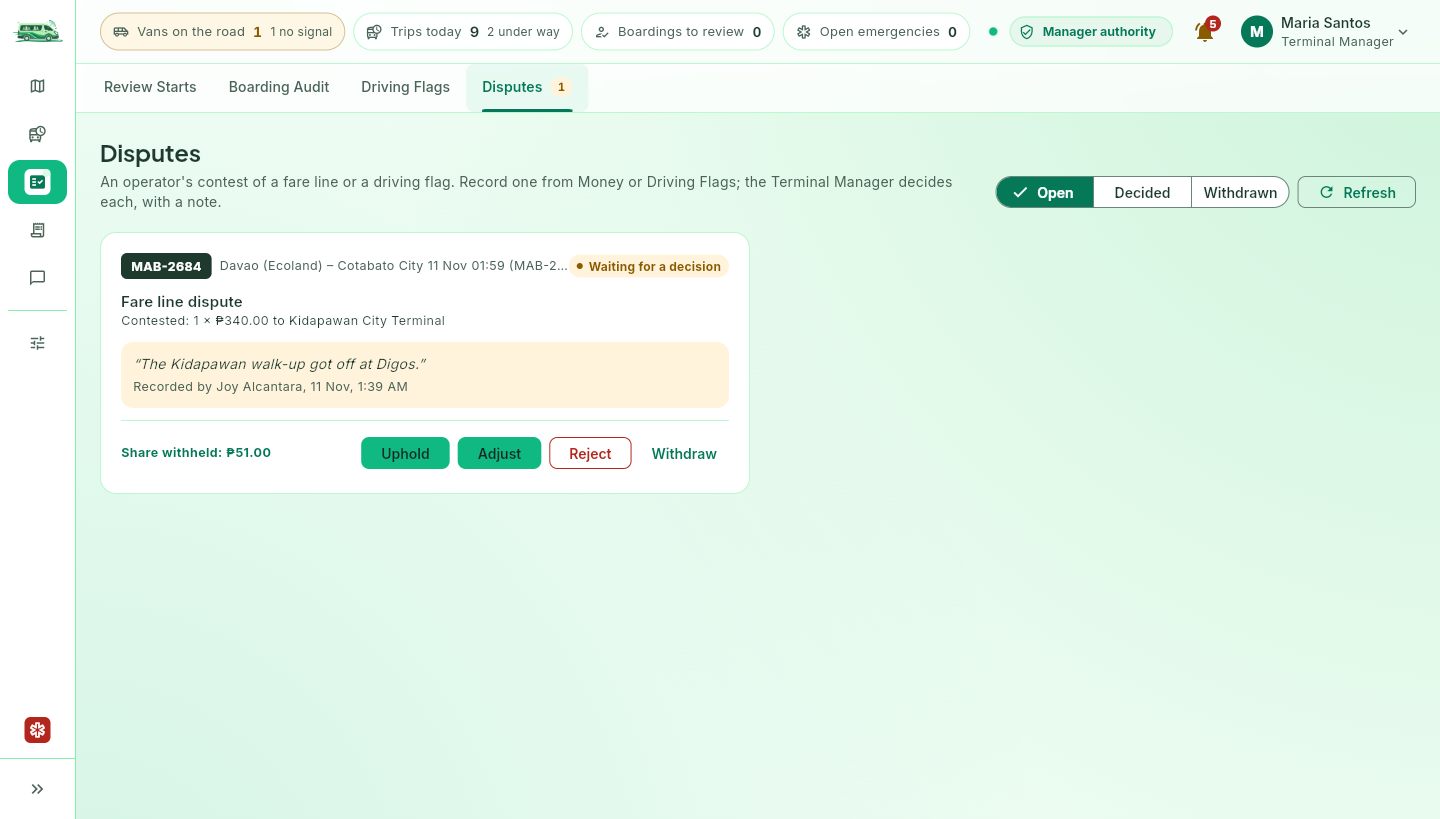 Vans on the road 1 1 no signal
Trips today 9 2 under way
Boardings to review 0
Open emergencies 0
Manager authority
5
M
Maria Santos
Terminal Manager
Review Starts
Boarding Audit
Driving Flags
Disputes 1
Disputes
An operator's contest of a fare line or a driving flag. Record one from Money or Driving Flags; the Terminal Manager decides
each, with a note.
Open
Decided
Withdrawn
Refresh
MAB-2684 Davao (Ecoland) – Cotabato City 11 Nov 01:59 (MAB-2... Waiting for a decision
Fare line dispute
Contested: 1 × ₱340.00 to Kidapawan City Terminal
“The Kidapawan walk-up got off at Digos.”
Recorded by Joy Alcantara, 11 Nov, 1:39 AM
Share withheld: ₱51.00
Uphold
Adjust
Reject
Withdraw